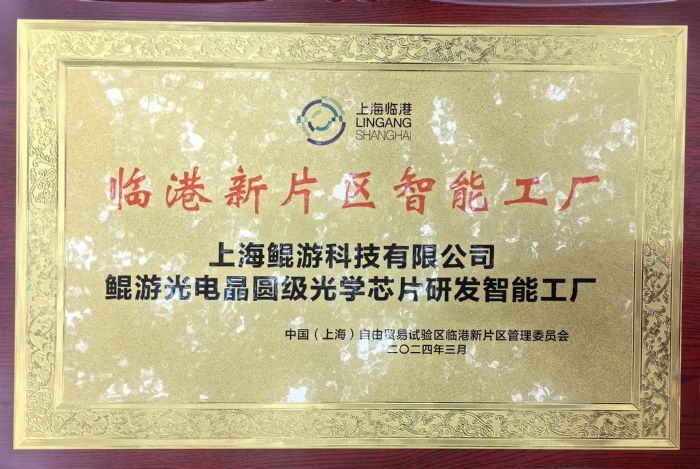 上海临港
LINGANG
SHANGHAI
临港新片区智能工厂
上海鲲游科技有限公司
鲲游光电晶圆级光学芯片研发智能工厂
中国（上海）自由贸易试验区临港新片区管理委员会
二〇二四年三月